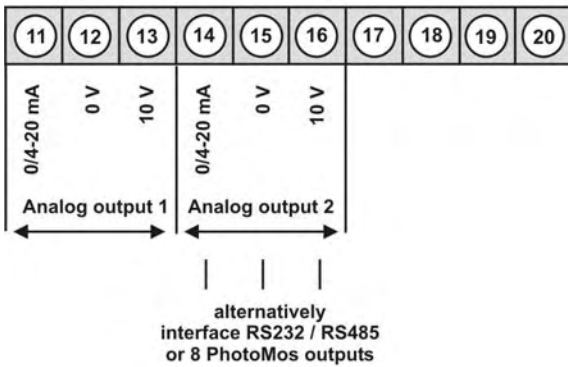 11 12 13 14 15 16 17 18 19 20
0/4-20 mA 0 V 10 V 0/4-20 mA 0 V 10 V
Analog output 1 Analog output 2
alternatively
interface RS232 / RS485
or 8 PhotoMos outputs